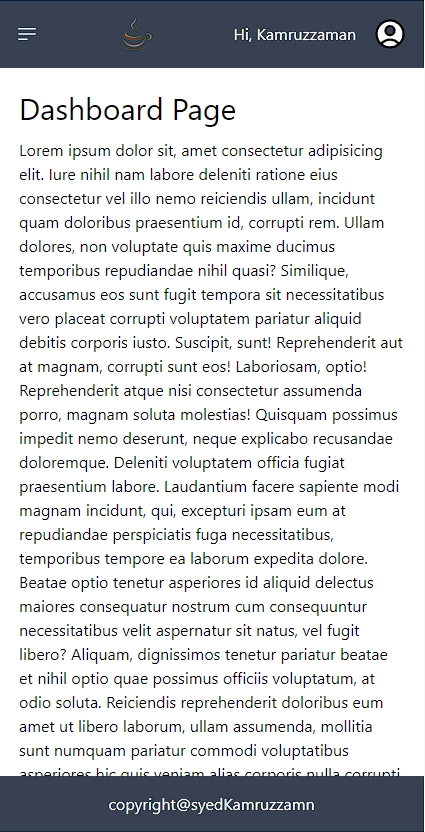 Hi, Kamruzzaman
Dashboard Page
Lorem ipsum dolor sit, amet consectetur adipisicing
elit. Iure nihil nam labore deleniti ratione eius
consectetur vel illo nemo reiciendis ullam, incidunt
quam doloribus praesentium id, corrupti rem. Ullam
dolores, non voluptate quis maxime ducimus
temporibus repudiandae nihil quasi? Similique,
accusamus eos sunt fugit tempora sit necessitatibus
vero placeat corrupti voluptatem pariatur aliquid
debitis corporis iusto. Suscipit, sunt! Reprehenderit aut
at magnam, corrupti sunt eos! Laboriosam, optio!
Reprehenderit atque nisi consectetur assumenda
porro, magnam soluta molestias! Quisquam possimus
impedit nemo deserunt, neque explicabo recusandae
doloremque. Deleniti voluptatem officia fugiat
praesentium labore. Laudantium facere sapiente modi
magnam incidunt, qui, excepturi ipsam eum at
repudiandae perspiciatis fuga necessitatibus,
temporibus tempore ea laborum expedita dolore.
Beatae optio tenetur asperiores id aliquid delectus
maiores consequatur nostrum cum consequuntur
necessitatibus velit aspernatur sit natus, vel fugit
libero? Aliquam, dignissimos tenetur pariatur beatae
et nihil optio quae possimus officiis voluptatum, at
odio soluta. Reiciendis reprehenderit doloribus eum
amet ut libero laborum, ullam assumenda, mollitia
sunt numquam pariatur commodi voluptatibus
asperiores hic quis veniam alias corporis nulla corrupti
copyright@syedKamruzzamn